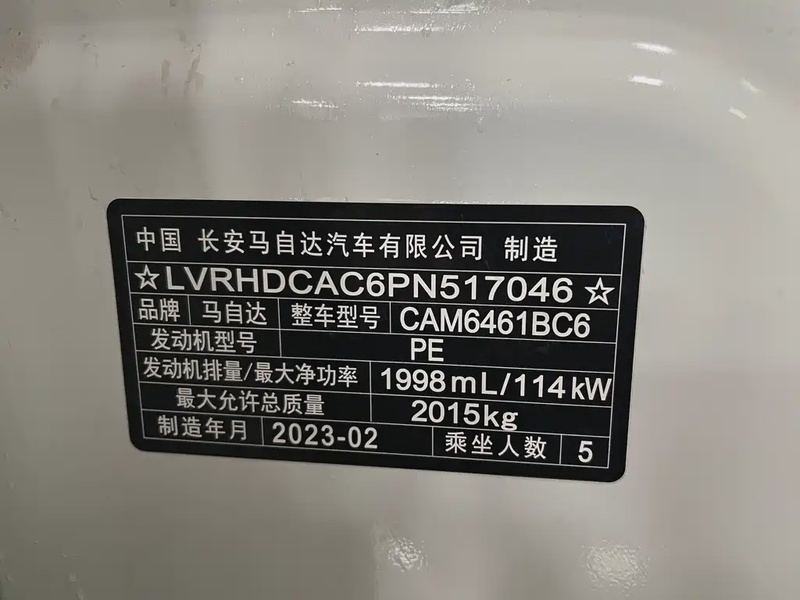 中国 长安马自达汽车有限公司 制造
☆LVRHDCAC6PN517046☆
品牌 马自达 整车型号 CAM6461BC6
发动机型号 PE
发动机排量/最大净功率 1998mL/114kW
最大允许总质量 2015kg
制造年月 2023-02 乘坐人数 5